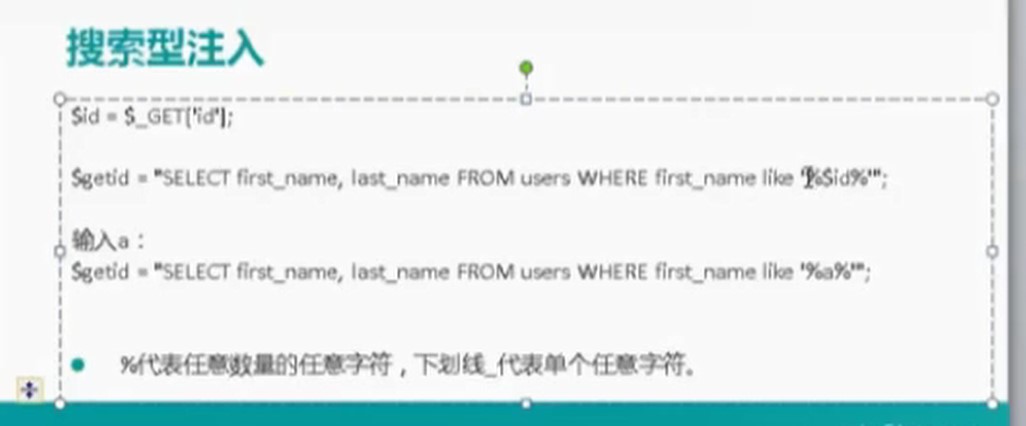 搜索型注入
$id = $_GET['id'];
$getid = "SELECT first_name, last_name FROM users WHERE first_name like '%$id%'";
输入a：
$getid = "SELECT first_name, last_name FROM users WHERE first_name like '%a%'";
%代表任意数量的任意字符，下划线_代表单个任意字符。